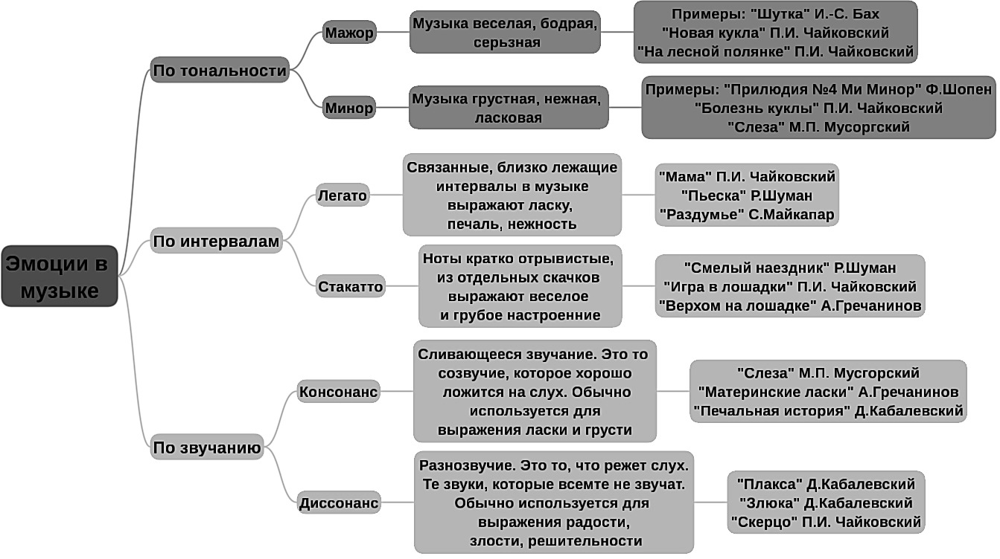 Эмоции в
музыке
По тональности
Мажор
Музыка веселая, бодрая,
серьзная
Примеры: "Шутка" И.-С. Бах
"Новая кукла" П.И. Чайковский
"На лесной полянке" П.И. Чайковский
Минор
Музыка грустная, нежная,
ласковая
Примеры: "Прилюдия №4 Ми Минор" Ф.Шопен
"Болезнь куклы" П.И. Чайковский
"Слеза" М.П. Мусоргский
По интервалам
Легато
Связанные, близко лежащие
интервалы в музыке
выражают ласку,
печаль, нежность
"Мама" П.И. Чайковский
"Пьеска" Р.Шуман
"Раздумье" С.Майкапар
Стакатто
Ноты кратко отрывистые,
из отдельных скачков
выражают веселое
и грубое настроенние
"Смелый наездник" Р.Шуман
"Игра в лошадки" П.И. Чайковский
"Верхом на лошадке" А.Гречанинов
По звучанию
Консонанс
Сливающееся звучание. Это то
созвучие, которое хорошо
ложится на слух. Обычно
используется для
выражения ласки и грусти
"Слеза" М.П. Мусгорский
"Материнские ласки" А.Гречанинов
"Печальная история" Д.Кабалевский
Диссонанс
Разнозвучие. Это то, что режет слух.
Те звуки, которые всемте не звучат.
Обычно используется для
выражения радости,
злости, решительности
"Плакса" Д.Кабалевский
"Злюка" Д.Кабалевский
"Скерцо" П.И. Чайковский